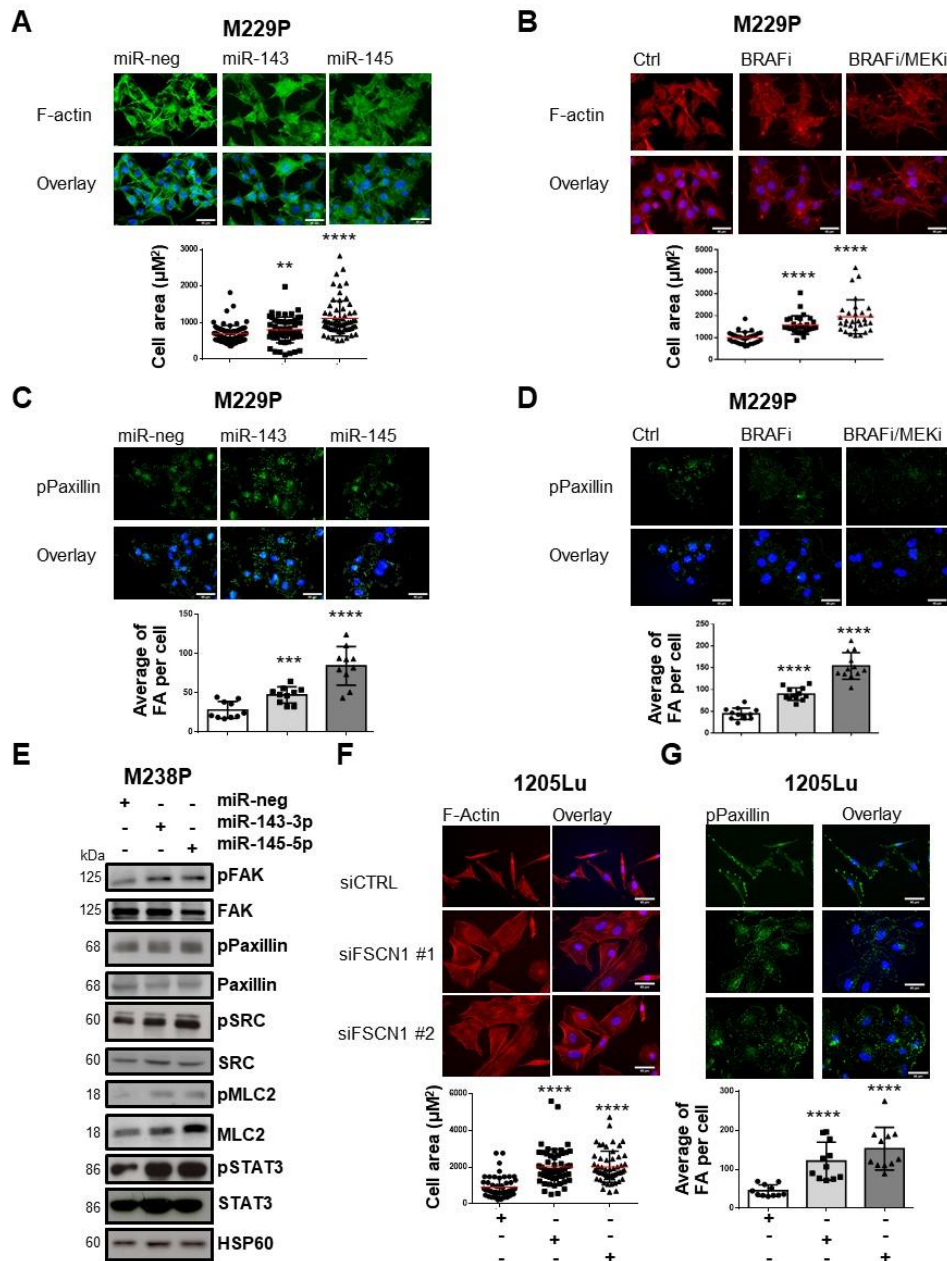 A
M229P
miR-neg miR-143 miR-145
F-actin
Overlay
Cell area (µM²)
3000
2000
1000
0
**
****
B
M229P
Ctrl BRAFi BRAFi/MEKi
F-actin
Overlay
Cell area (µM²)
5000
4000
3000
2000
1000
0
****
****
C
M229P
miR-neg miR-143 miR-145
pPaxillin
Overlay
Average of
FA per cell
100
50
0
***
****
D
M229P
Ctrl BRAFi BRAFi/MEKi
pPaxillin
Overlay
Average of
FA per cell
250
200
150
100
50
0
****
****
E
M238P
+ - - miR-neg
- + - miR-143-3p
- - + miR-145-5p
kDa
125 pFAK
125 FAK
68 pPaxillin
68 Paxillin
60 pSRC
60 SRC
18 pMLC2
18 MLC2
86 pSTAT3
86 STAT3
60 HSP60
F
1205Lu
F-Actin Overlay
siCTRL
siFSCN1 #1
siFSCN1 #2
Cell area (µM²)
6000
4000
2000
0
****
****
+ - -
- + -
- - +
G
1205Lu
pPaxillin Overlay
Average of
FA per cell
300
200
100
0
****
****
+ - -
- + -
- - +